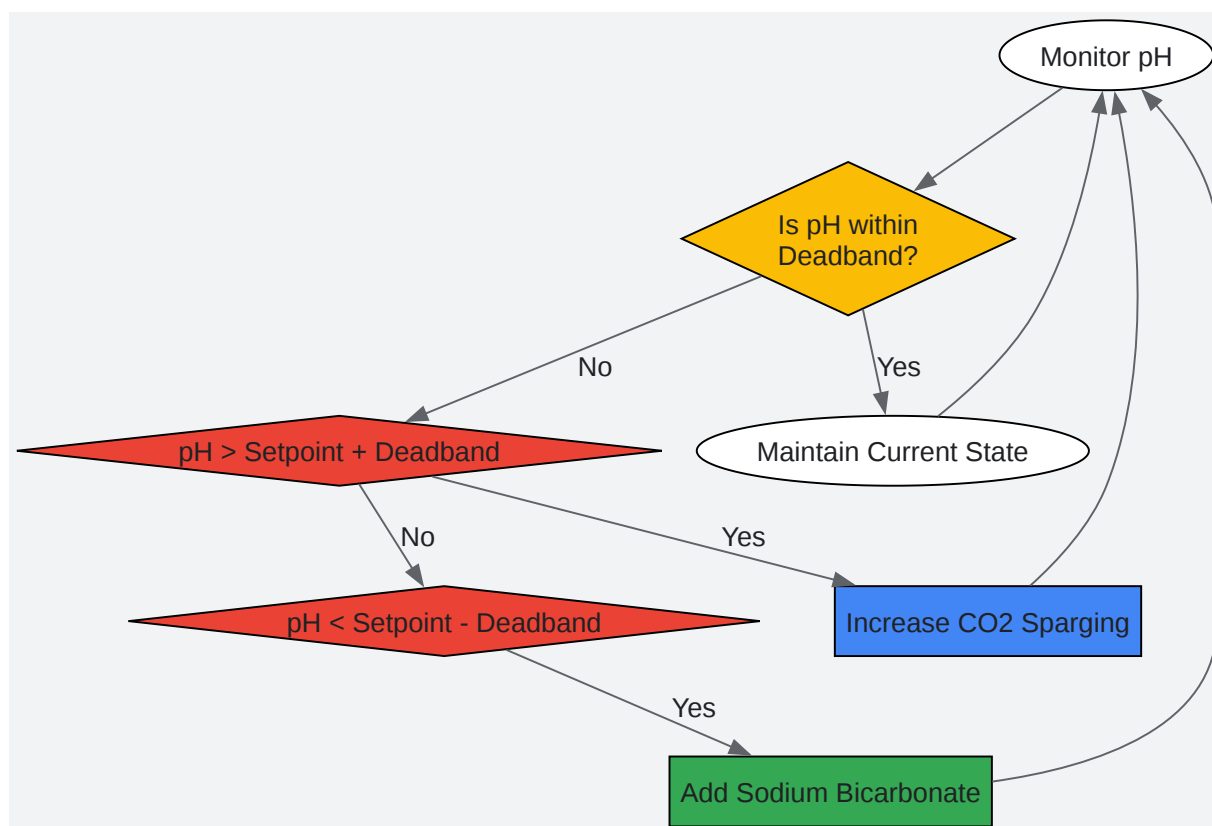 Monitor pH
Is pH within
Deadband?
No
Yes
pH > Setpoint + Deadband
Maintain Current State
No
Yes
pH < Setpoint - Deadband
Increase CO2 Sparging
Yes
Add Sodium Bicarbonate